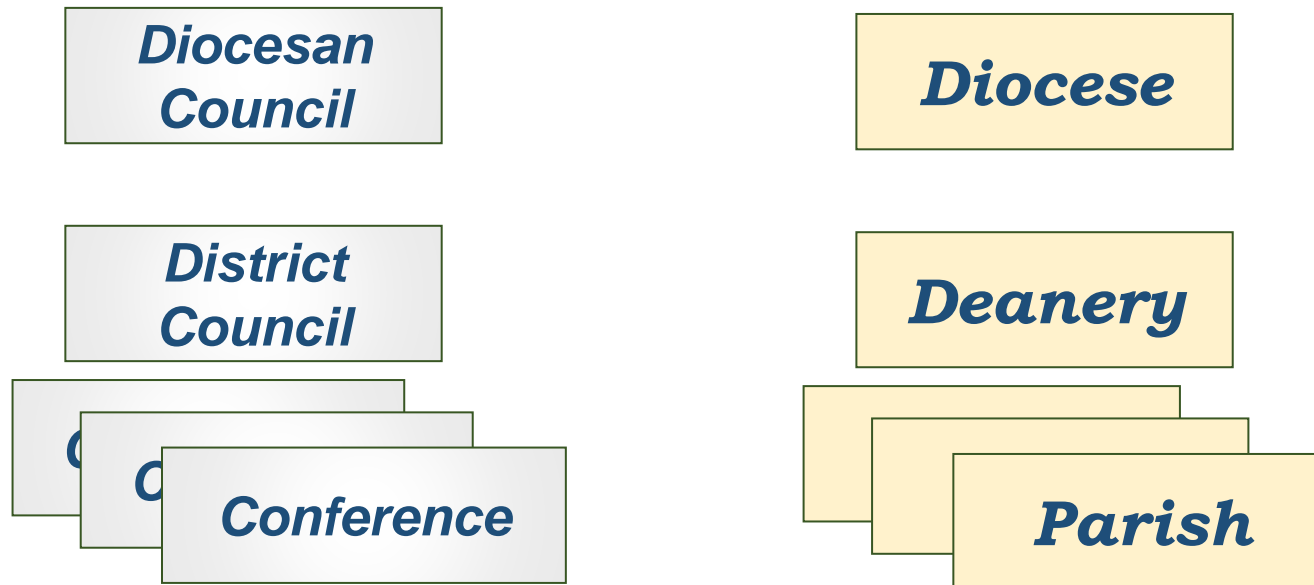 Diocesan
Council
Diocese
District
Council
Deanery
Conference
Parish